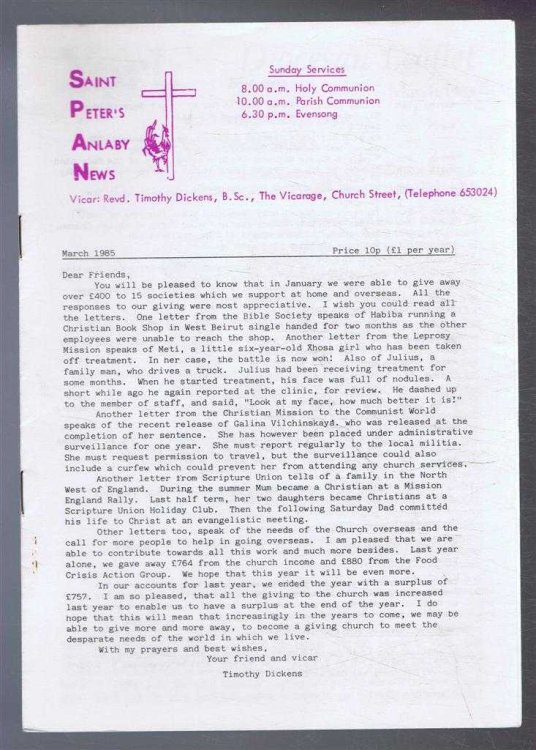 SAINT
PETER'S
ANLABY
NEWS
Sunday Services
8.00 a.m. Holy Communion
10.00 a.m. Parish Communion
6.30 p.m. Evensong
Vicar: Revd. Timothy Dickens, B.Sc., The Vicarage, Church Street, (Telephone 653024)
March 1985 Price 10p (£1 per year)
Dear Friends,
You will be pleased to know that in January we were able to give away
over £400 to 15 societies which we support at home and overseas. All the
responses to our giving were most appreciative. I wish you could read all
the letters. One letter from the Bible Society speaks of Habiba running a
Christian Book Shop in West Beirut single handed for two months as the other
employees were unable to reach the shop. Another letter from the Leprosy
Mission speaks of Meti, a little six-year-old Xhosa girl who has been taken
off treatment. In her case, the battle is now won! Also of Julius, a
family man, who drives a truck. Julius had been receiving treatment for
some months. When he started treatment, his face was full of nodules. A
short while ago he again reported at the clinic, for review. He dashed up
to the member of staff, and said, "Look at my face, how much better it is!"
Another letter from the Christian Mission to the Communist World
speaks of the recent release of Galina Vilchinskaya, who was released at the
completion of her sentence. She has however been placed under administrative
surveillance for one year. She must report regularly to the local militia.
She must request permission to travel, but the surveillance could also
include a curfew which could prevent her from attending any church services.
Another letter from Scripture Union tells of a family in the North
West of England. During the summer Mum became a Christian at a Mission
England Rally. Last half term, her two daughters became Christians at a
Scripture Union Holiday Club. Then the following Saturday Dad committed
his life to Christ at an evangelistic meeting.
Other letters too, speak of the needs of the Church overseas and the
call for more people to help in going overseas. I am pleased that we are
able to contribute towards all this work and much more besides. Last year
alone, we gave away £764 from the church income and £880 from the Food
Crisis Action Group. We hope that this year it will be even more.
In our accounts for last year, we ended the year with a surplus of
£757. I am so pleased, that all the giving to the church was increased
last year to enable us to have a surplus at the end of the year. I do
hope that this will mean that increasingly in the years to come, we may be
able to give more and more away, to become a giving church to meet the
desparate needs of the world in which we live.
With my prayers and best wishes,
Your friend and vicar
Timothy Dickens